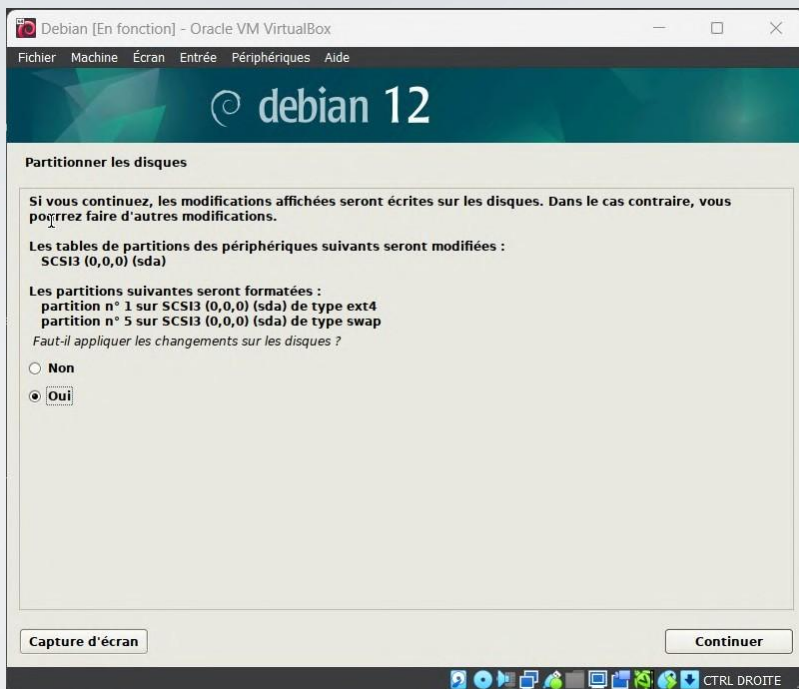 Debian [En fonction] - Oracle VM VirtualBox
Fichier Machine Écran Entrée Périphériques Aide
debian 12
Partitionner les disques
Si vous continuez, les modifications affichées seront écrites sur les disques. Dans le cas contraire, vous
pourrez faire d'autres modifications.
Les tables de partitions des périphériques suivants seront modifiées :
SCSI3 (0,0,0) (sda)
Les partitions suivantes seront formatées :
partition n° 1 sur SCSI3 (0,0,0) (sda) de type ext4
partition n° 5 sur SCSI3 (0,0,0) (sda) de type swap
Faut-il appliquer les changements sur les disques ?
Non
Oui
Capture d'écran
Continuer
CTRL DROITE